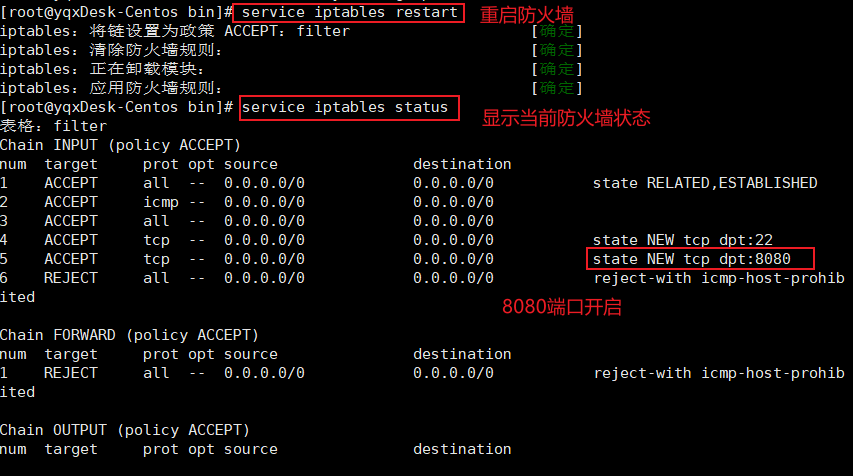 [root@yqxDesk-Centos bin]# service iptables restart 重启防火墙
iptables：将链设置为政策 ACCEPT：filter [确定]
iptables：清除防火墙规则： [确定]
iptables：正在卸载模块： [确定]
iptables：应用防火墙规则： [确定]
[root@yqxDesk-Centos bin]# service iptables status 显示当前防火墙状态
表格：filter
Chain INPUT (policy ACCEPT)
num target prot opt source destination
1 ACCEPT all -- 0.0.0.0/0 0.0.0.0/0 state RELATED,ESTABLISHED
2 ACCEPT icmp -- 0.0.0.0/0 0.0.0.0/0
3 ACCEPT all -- 0.0.0.0/0 0.0.0.0/0
4 ACCEPT tcp -- 0.0.0.0/0 0.0.0.0/0 state NEW tcp dpt:22
5 ACCEPT tcp -- 0.0.0.0/0 0.0.0.0/0 state NEW tcp dpt:8080
6 REJECT all -- 0.0.0.0/0 0.0.0.0/0 reject-with icmp-host-prohib
ited
8080端口开启
Chain FORWARD (policy ACCEPT)
num target prot opt source destination
1 REJECT all -- 0.0.0.0/0 0.0.0.0/0 reject-with icmp-host-prohib
ited
Chain OUTPUT (policy ACCEPT)
num target prot opt source destination